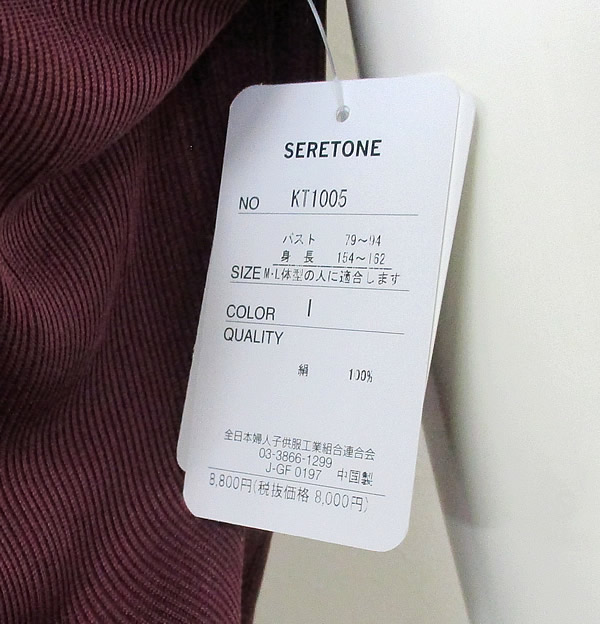 SERETONE
NO KT1005
バスト 79～94
身長 154～162
SIZE M・L体型の人に適合します
COLOR I
QUALITY
絹 100%
全日本婦人子供服工業組合連合会
03-3866-1299
J-GF 0197 中国製
8,800円(税抜価格 8,000円)